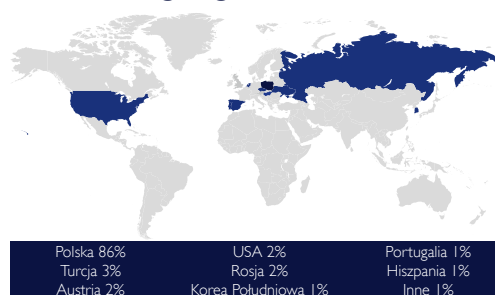 Polska 86% USA 2% Portugalia 1%
Turcja 3% Rosja 2% Hiszpania 1%
Austria 2% Korea Południowa 1% Inne 1%